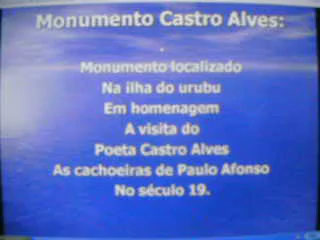 Monumento Castro Alves:
.
Monumento localizado
Na ilha do urubu
Em homenagem
A visita do
Poeta Castro Alves
As cachoeiras de Paulo Afonso
No século 19.